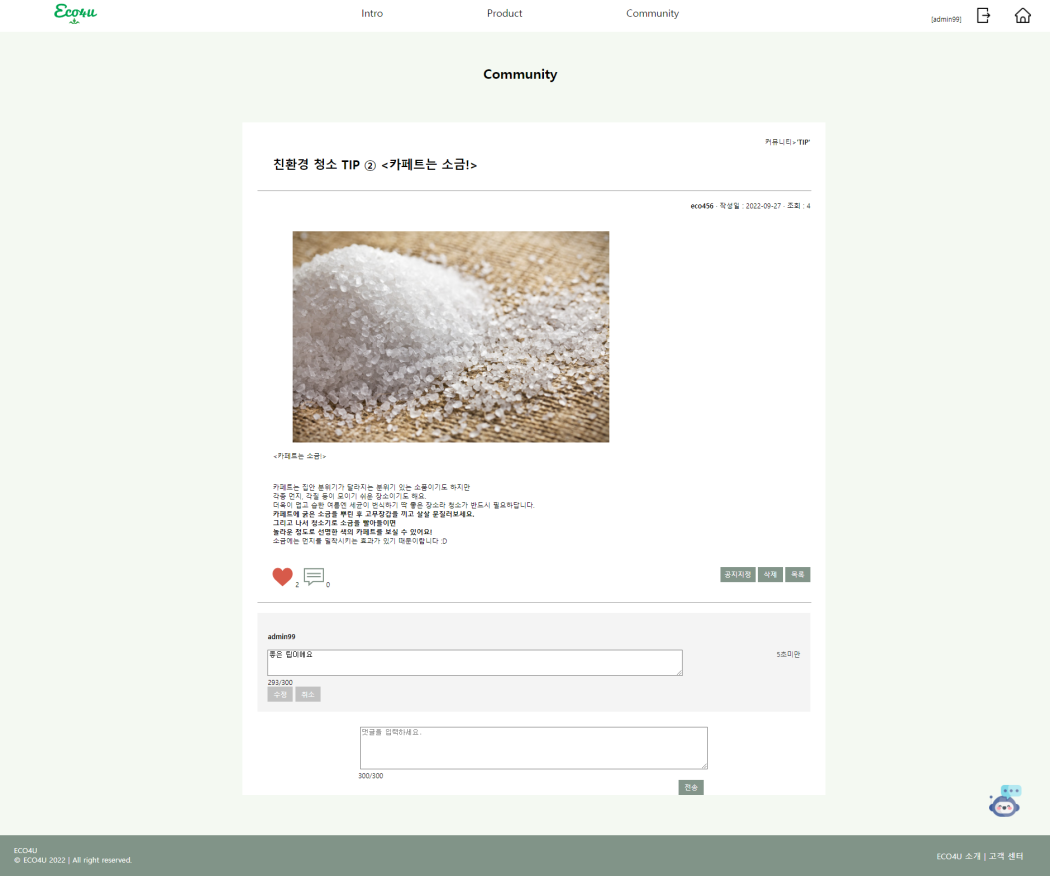 Eco4u
Intro
Product
Community
[admin99]
Community
커뮤니티>'TIP'
친환경 청소 TIP ② <카페트는 소금!>
eco456 · 작성일 : 2022-09-27 · 조회 : 4
<카페트는 소금!>
카페트는 집안 분위기가 달라지는 분위기 있는 소품이기도 하지만
각종 먼지, 각질 등이 모이기 쉬운 장소이기도 해요.
더욱이 덥고 습한 여름엔 세균이 번식하기 딱 좋은 장소라 청소가 반드시 필요하답니다.
카페트에 굵은 소금을 뿌린 후 고무장갑을 끼고 살살 문질러보세요.
그리고 나서 청소기로 소금을 빨아들이면
놀라운 정도로 선명한 색의 카페트를 보실 수 있어요!
소금에는 먼지를 밀착시키는 효과가 있기 때문이랍니다 :D
2
0
공지지정
삭제
목록
admin99
좋은 팁이에요
5초미만
293/300
수정
취소
댓글을 입력하세요.
300/300
전송
ECO4U
© ECO4U 2022 | All right reserved.
ECO4U 소개 | 고객 센터